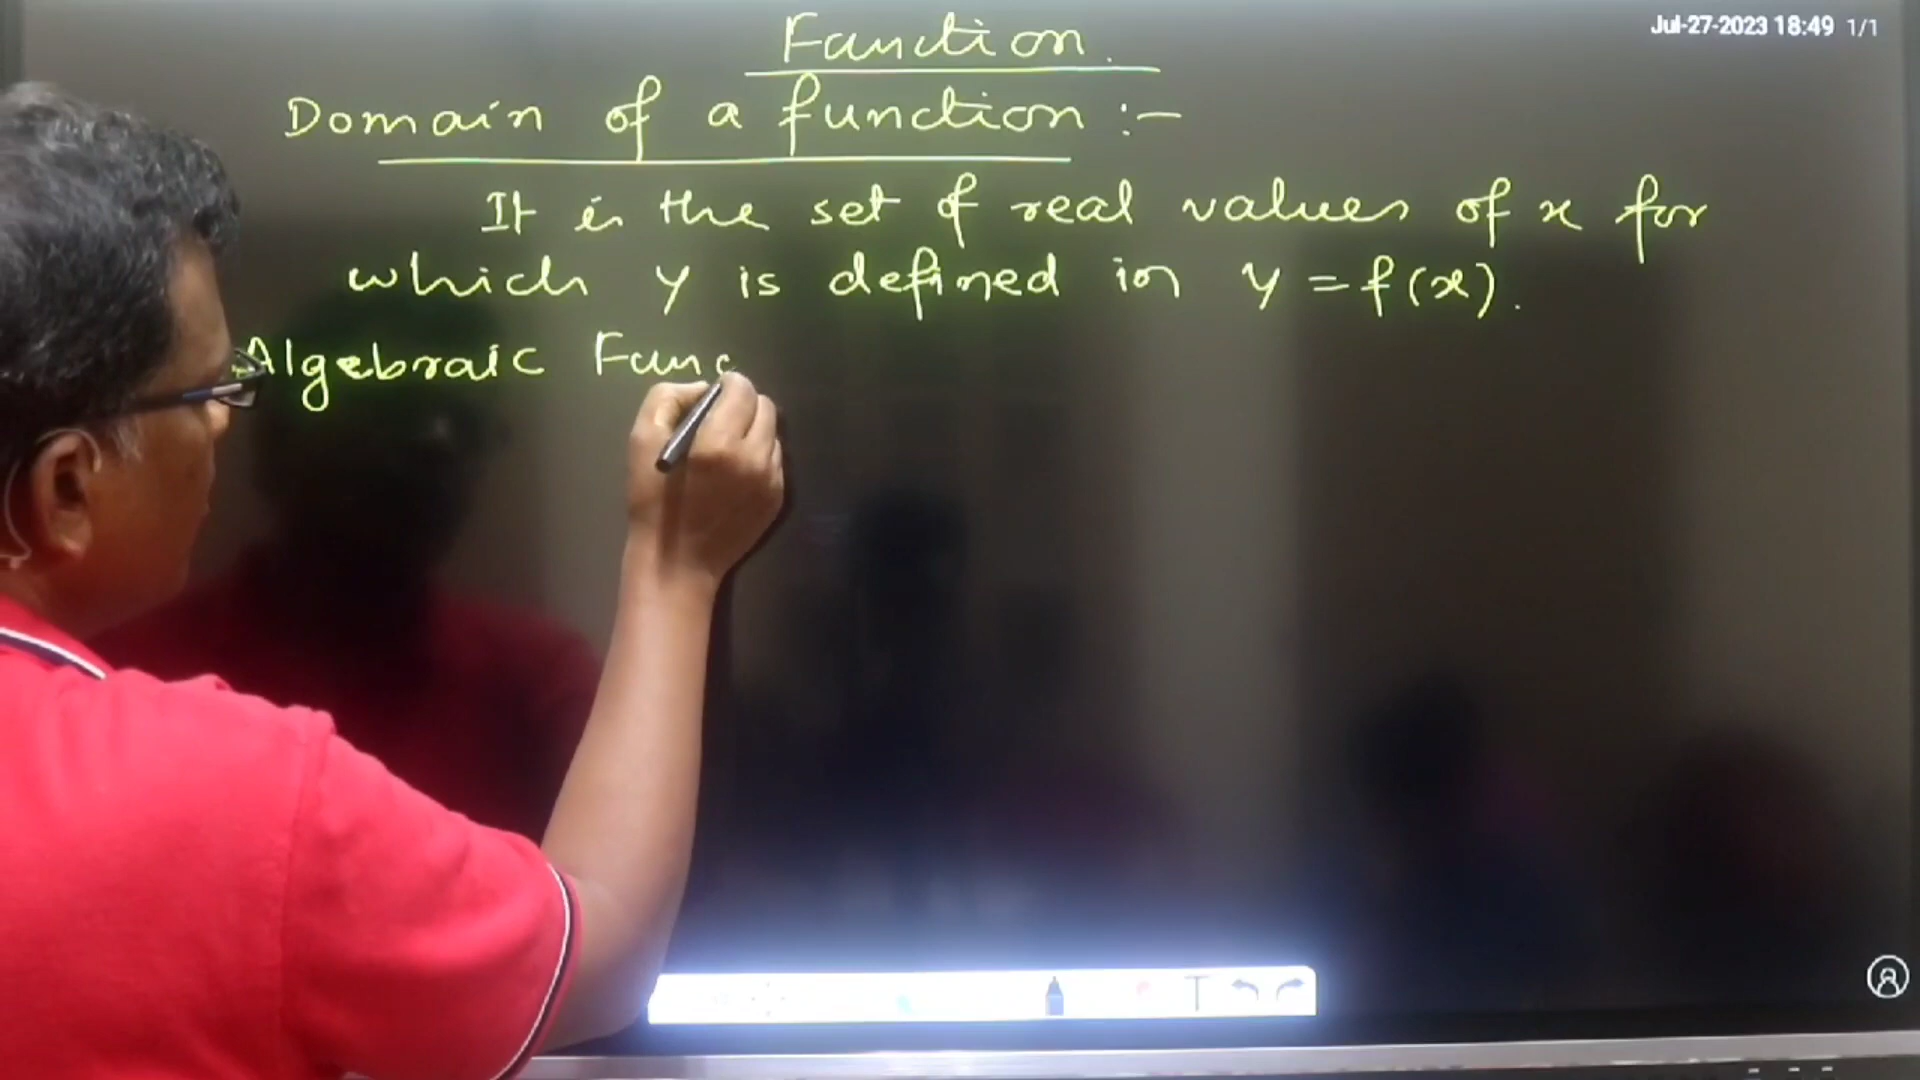 Jul-27-2023 18:49 1/1
Function.
Domain of a function :-
It is the set of real values of x for
which y is defined in y = f(x).
Algebraic Func
T